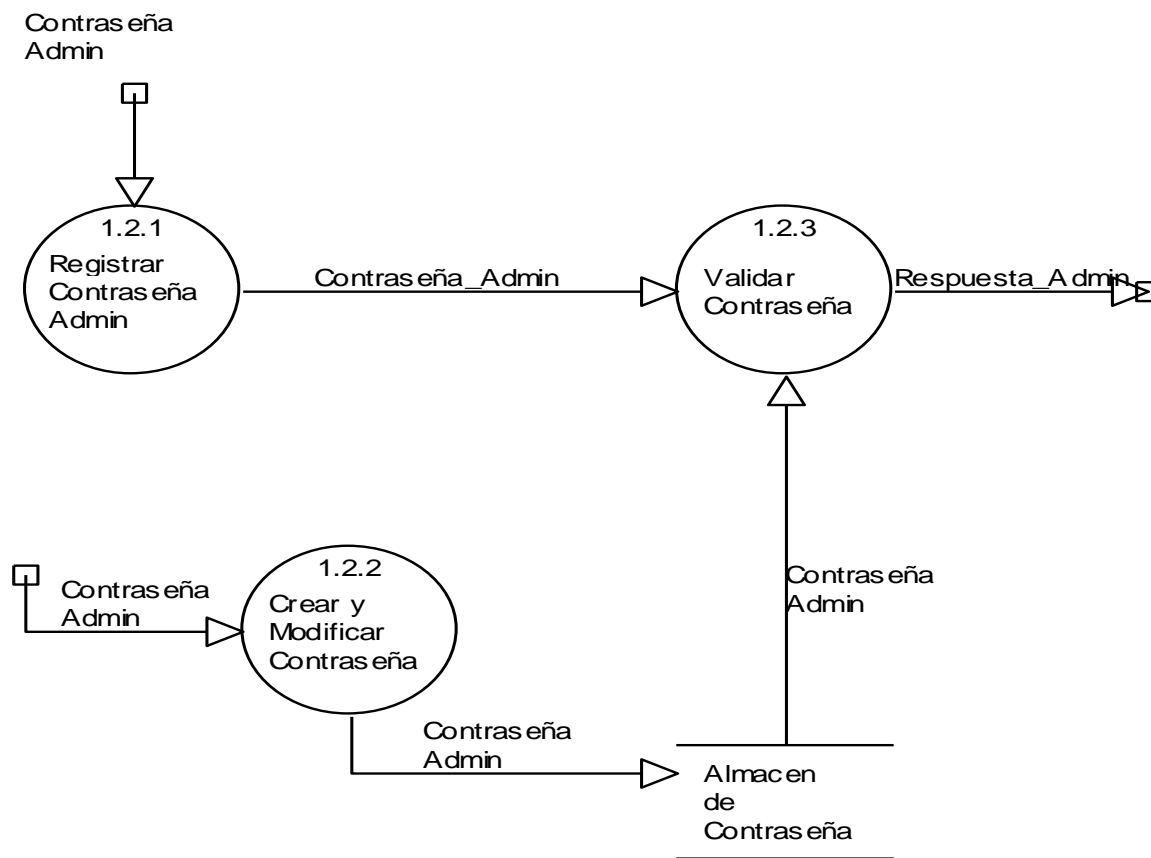 Contraseña
Admin
1.2.1
Registrar
Contraseña
Admin
Contraseña_Admin
1.2.3
Validar
Contraseña
Respuesta_Admin
Contraseña
Admin
1.2.2
Crear y
Modificar
Contraseña
Contraseña
Admin
Contraseña
Admin
Almacen
de
Contraseña